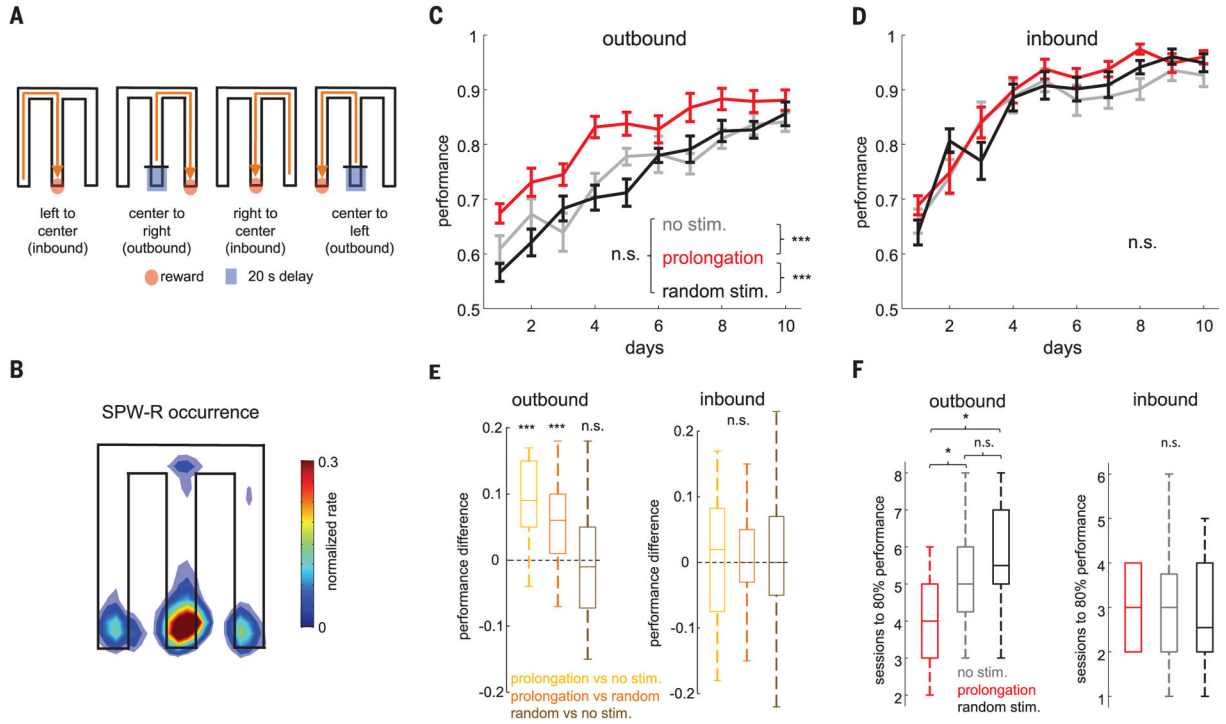 A
left to
center
(inbound)
center to
right
(outbound)
right to
center
(inbound)
center to
left
(outbound)
reward
20 s delay
B
SPW-R occurrence
0.3
normalized rate
0
C
outbound
1
0.9
0.8
0.7
0.6
0.5
performance
2
4
6
8
10
days
n.s.
no stim.
prolongation
random stim.
***
***
D
inbound
1
0.9
0.8
0.7
0.6
0.5
performance
2
4
6
8
10
days
n.s.
E
outbound
0.2
0.1
0
-0.1
-0.2
performance difference
***
***
n.s.
prolongation vs no stim.
prolongation vs random
random vs no stim.
inbound
n.s.
0.2
0.1
0
-0.1
-0.2
performance difference
F
outbound
*
*
n.s.
8
7
6
5
4
3
2
sessions to 80% performance
no stim.
prolongation
random stim.
inbound
n.s.
6
5
4
3
2
1
sessions to 80% performance